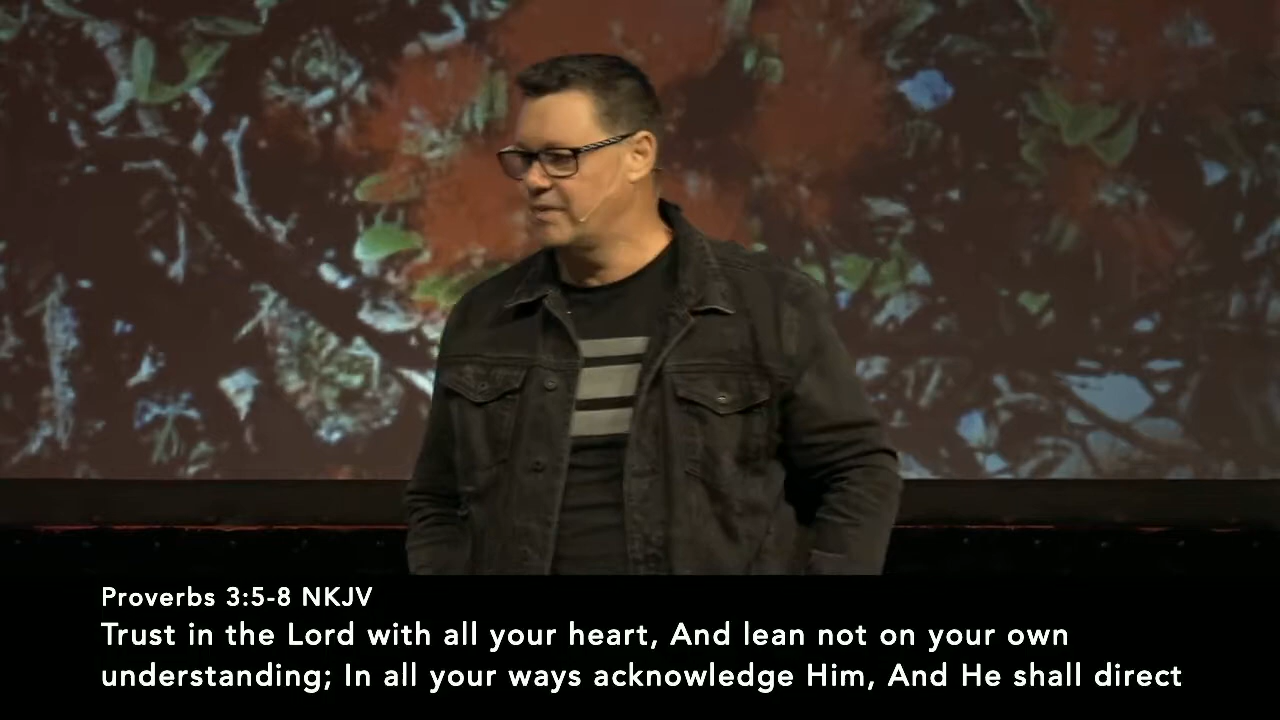 Proverbs 3:5-8 NKJV
Trust in the Lord with all your heart, And lean not on your own
understanding; In all your ways acknowledge Him, And He shall direct